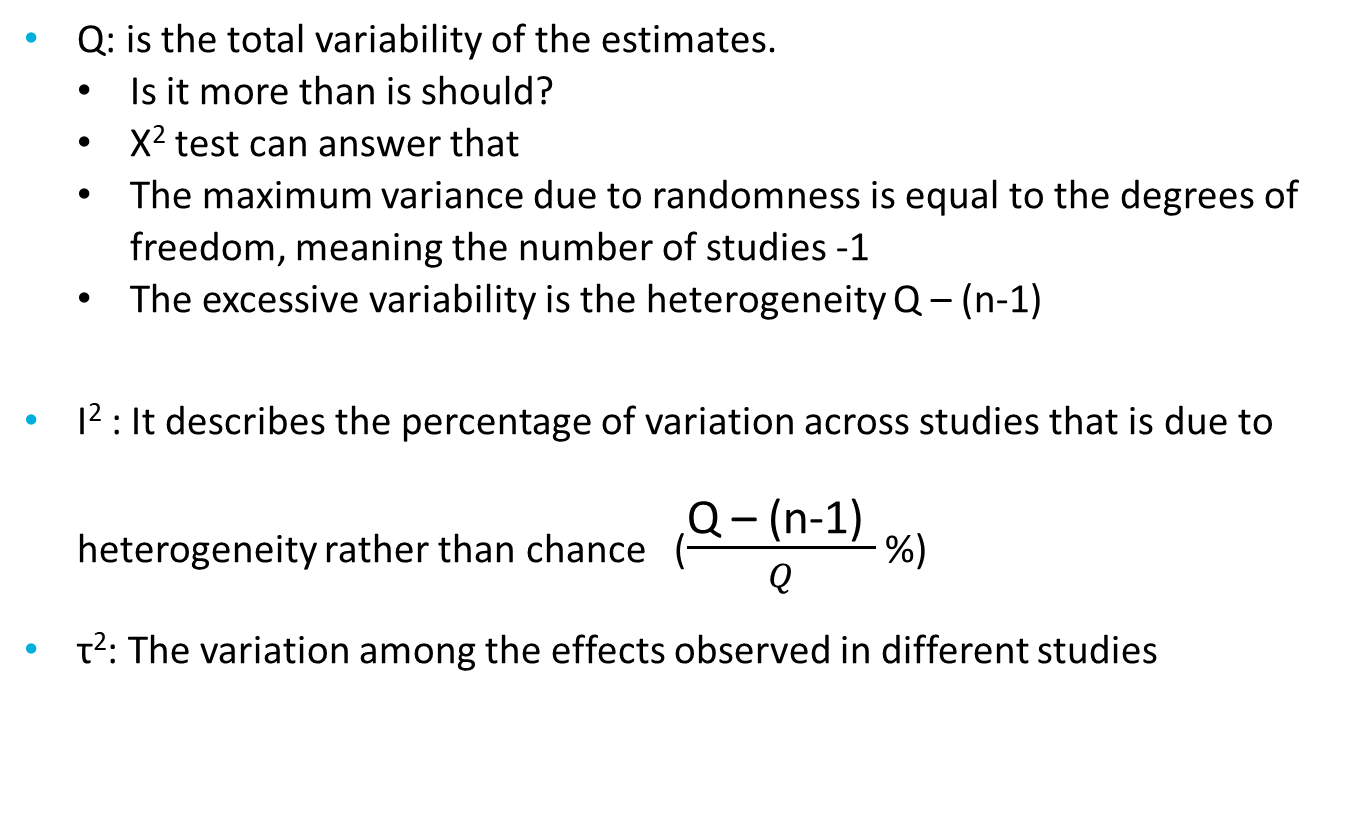 • Q: is the total variability of the estimates.
• Is it more than is should?
• X² test can answer that
• The maximum variance due to randomness is equal to the degrees of
freedom, meaning the number of studies -1
• The excessive variability is the heterogeneity Q – (n-1)
• I² : It describes the percentage of variation across studies that is due to
heterogeneity rather than chance (Q – (n-1) / Q %)
• τ²: The variation among the effects observed in different studies